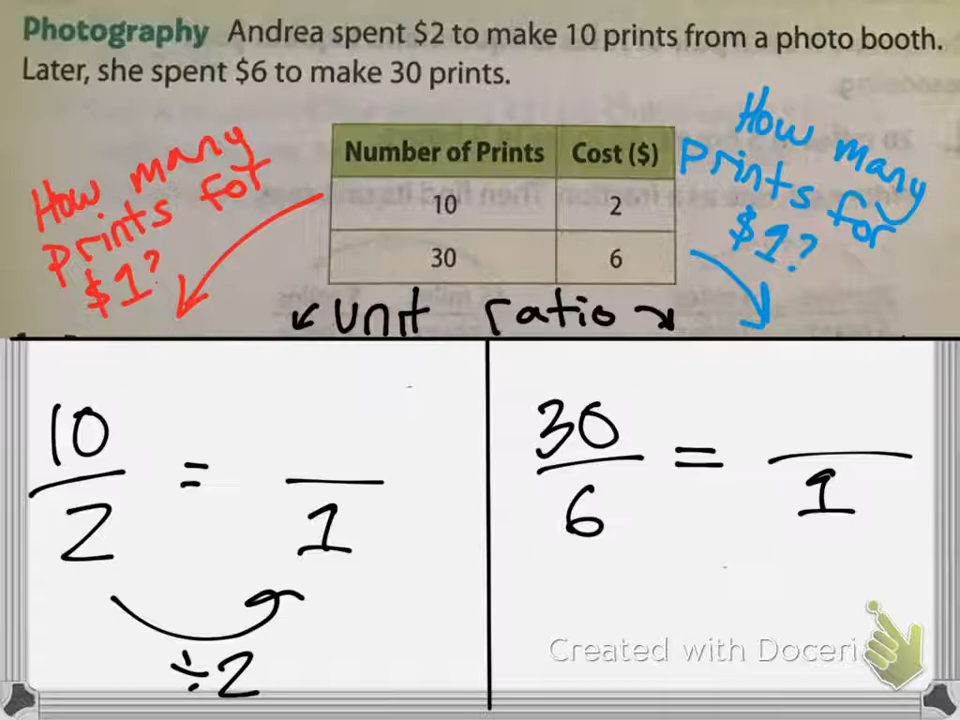 Photography Andrea spent $2 to make 10 prints from a photo booth.
Later, she spent $6 to make 30 prints.
How many
prints for
$1?
Number of Prints Cost ($)
10 2
30 6
How many
prints for
$1?
unit ratio
10/2 = __/1
÷2
30/6 = __/1
Created with Doceri